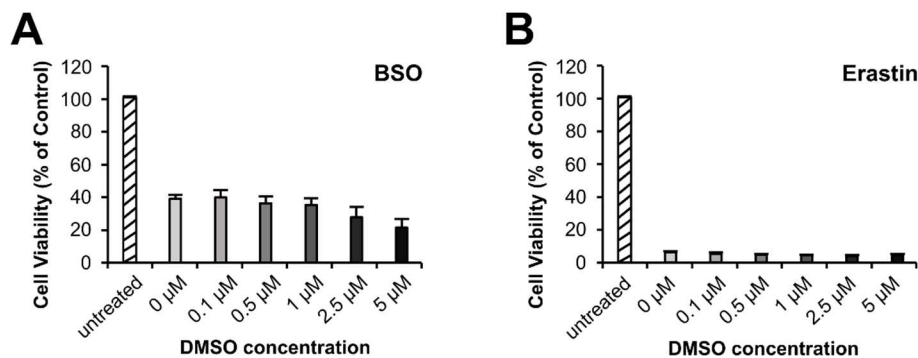 A
BSO
Cell Viability (% of Control)
120
100
80
60
40
20
0
untreated
0 µM
0.1 µM
0.5 µM
1 µM
2.5 µM
5 µM
DMSO concentration
B
Erastin
Cell Viability (% of Control)
120
100
80
60
40
20
0
untreated
0 µM
0.1 µM
0.5 µM
1 µM
2.5 µM
5 µM
DMSO concentration